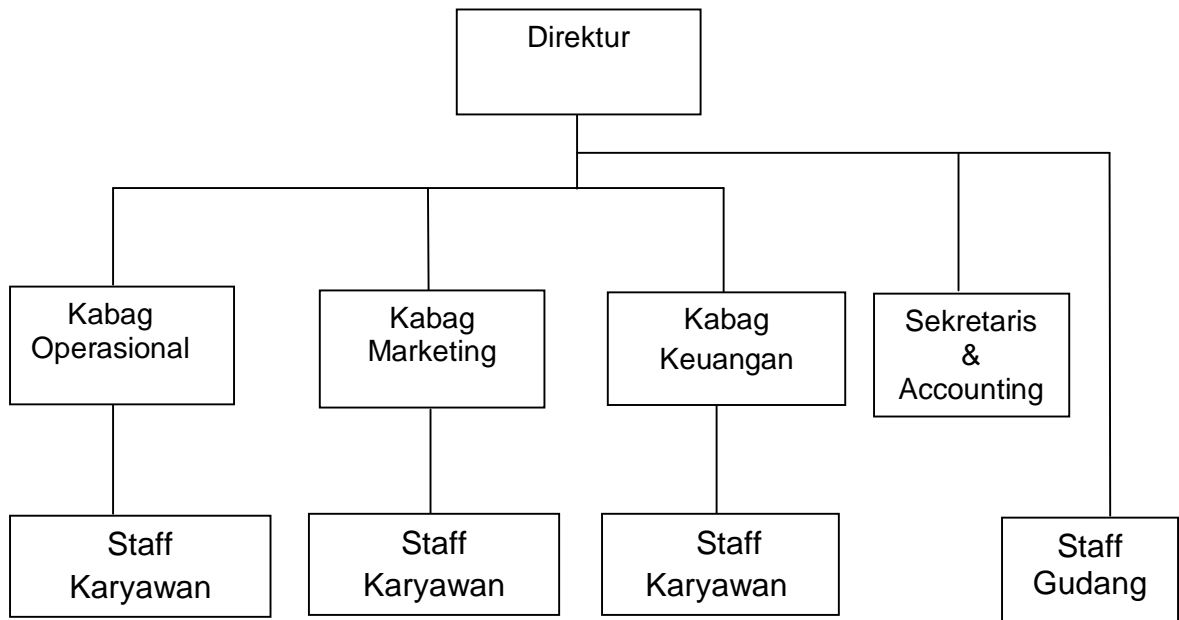 Direktur
Kabag
Operasional
Kabag
Marketing
Kabag
Keuangan
Sekretaris
&
Accounting
Staff
Karyawan
Staff
Karyawan
Staff
Karyawan
Staff
Gudang